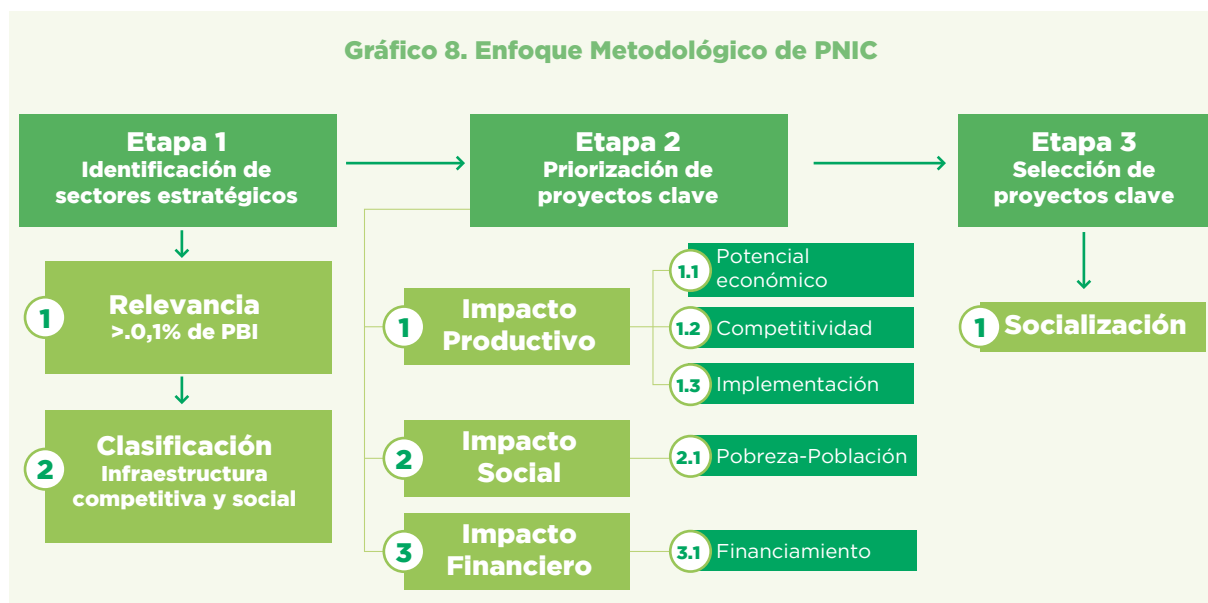 Gráfico 8. Enfoque Metodológico de PNIC
Etapa 1
Identificación de
sectores estratégicos
1
Relevancia
>.0,1% de PBI
2
Clasificación
Infraestructura
competitiva y social
Etapa 2
Priorización de
proyectos clave
1
Impacto
Productivo
1.1
Potencial
económico
1.2
Competitividad
1.3
Implementación
2
Impacto
Social
2.1
Pobreza-Población
3
Impacto
Financiero
3.1
Financiamiento
Etapa 3
Selección de
proyectos clave
1
Socialización